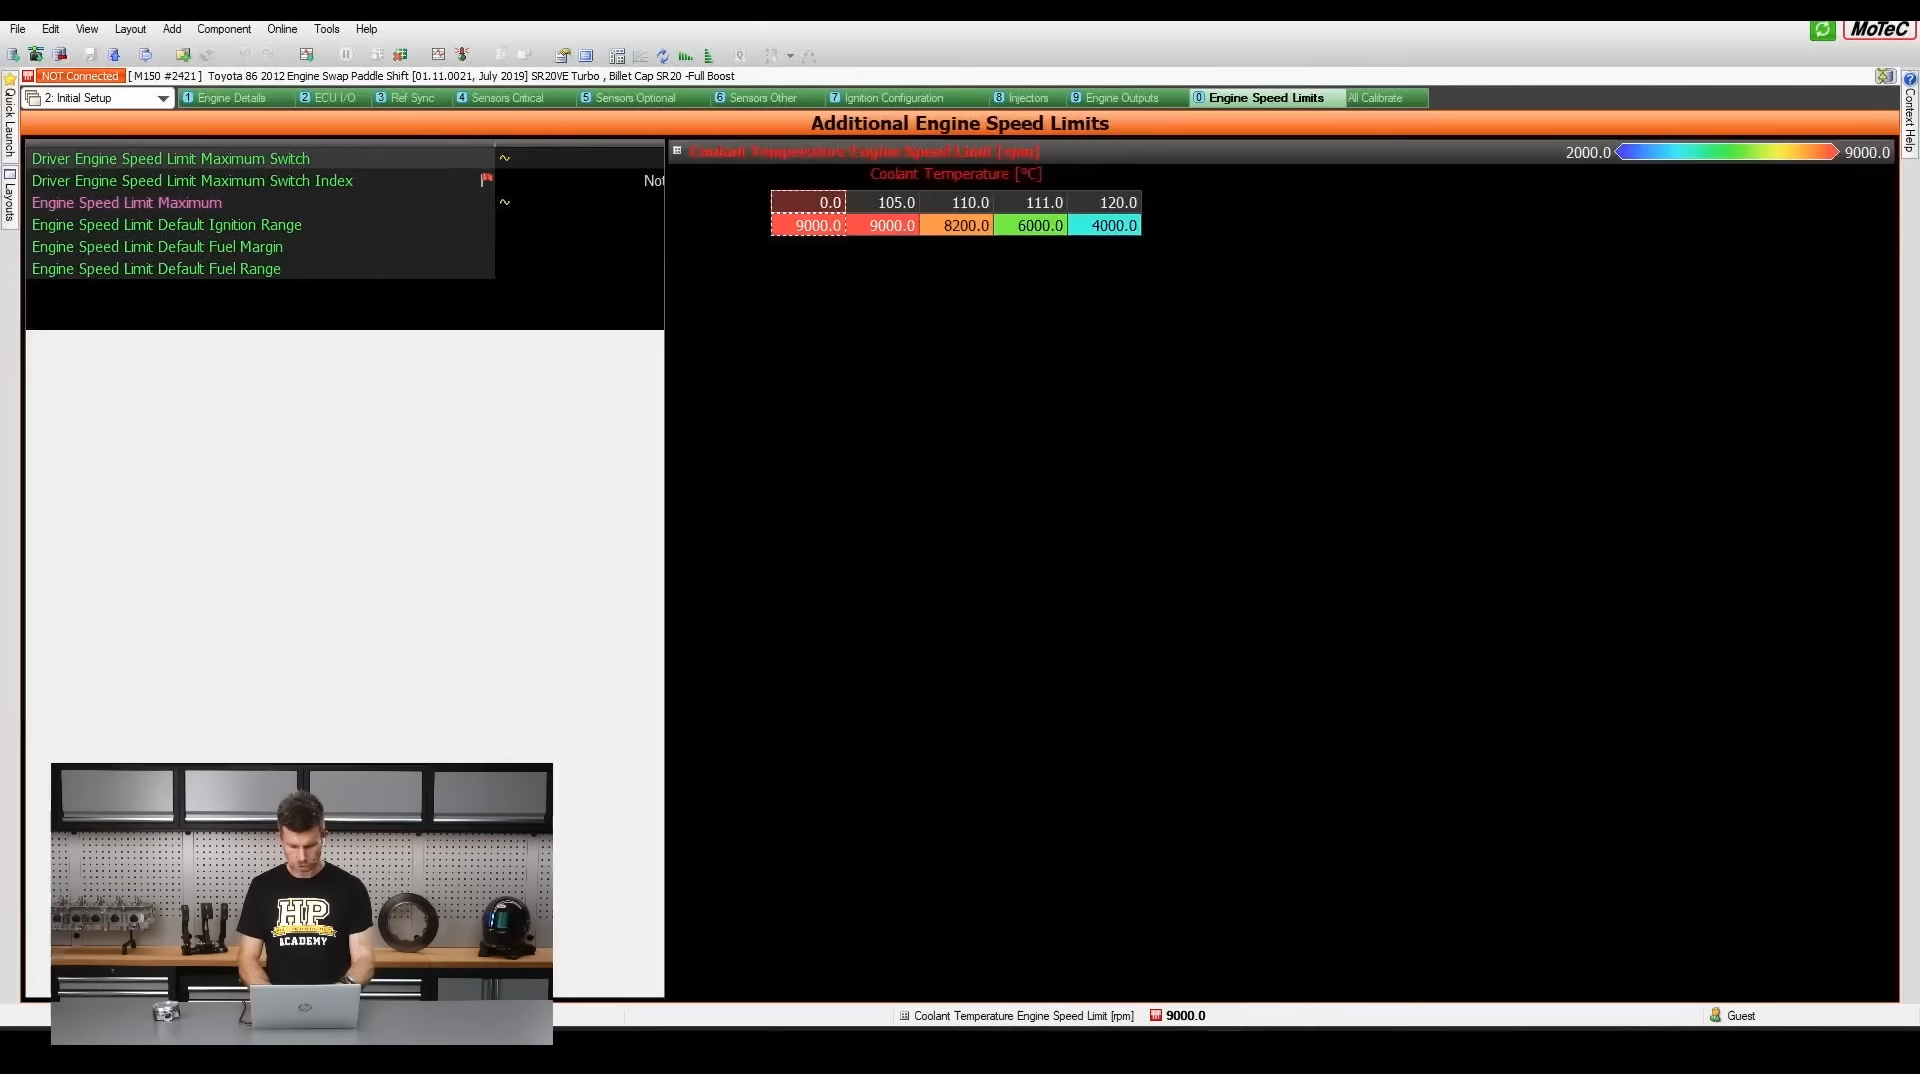 File Edit View Layout Add Component Online Tools Help
MoTeC
NOT Connected [ M150 #2421 ] Toyota 86 2012 Engine Swap Paddle Shift [01.11.0021, July 2019] SR20VE Turbo , Billet Cap SR20 -Full Boost
2: Initial Setup 1 Engine Details 2 ECU I/O 3 Ref Sync 4 Sensors Critical 5 Sensors Optional 6 Sensors Other 7 Ignition Configuration 8 Injectors 9 Engine Outputs 0 Engine Speed Limits All Calibrate
Quick Launch
Layouts
Context Help
Additional Engine Speed Limits
Driver Engine Speed Limit Maximum Switch
Driver Engine Speed Limit Maximum Switch Index Not
Engine Speed Limit Maximum
Engine Speed Limit Default Ignition Range
Engine Speed Limit Default Fuel Margin
Engine Speed Limit Default Fuel Range
Coolant Temperature Engine Speed Limit [rpm] 2000.0 9000.0
Coolant Temperature [°C]
0.0 105.0 110.0 111.0 120.0
9000.0 9000.0 8200.0 6000.0 4000.0
HP
ACADEMY
hp
Coolant Temperature Engine Speed Limit [rpm] 9000.0 Guest